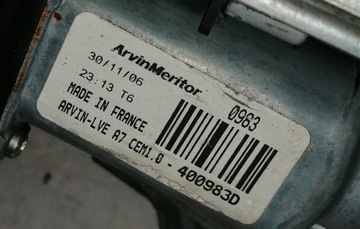 ArvinMeritor
30/11/06
0983
23:13 T6
MADE IN FRANCE
ARVIN-LVE A7 CEM1.0 - 400983D